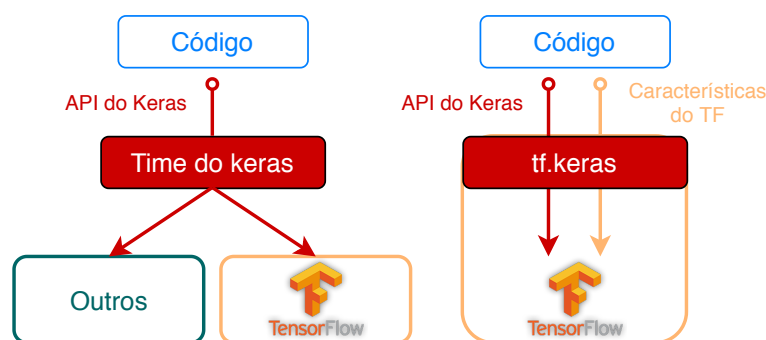 Código
API do Keras
Time do keras
Outros
TensorFlow
Código
API do Keras
Características
do TF
tf.keras
TensorFlow